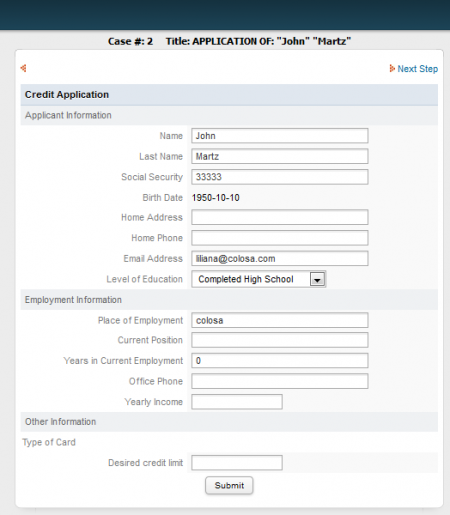 Case #: 2 Title: APPLICATION OF: "John" "Martz"
Next Step
Credit Application
Applicant Information
Name John
Last Name Martz
Social Security 33333
Birth Date 1950-10-10
Home Address
Home Phone
Email Address liliana@colosa.com
Level of Education Completed High School
Employment Information
Place of Employment colosa
Current Position
Years in Current Employment 0
Office Phone
Yearly Income
Other Information
Type of Card
Desired credit limit
Submit